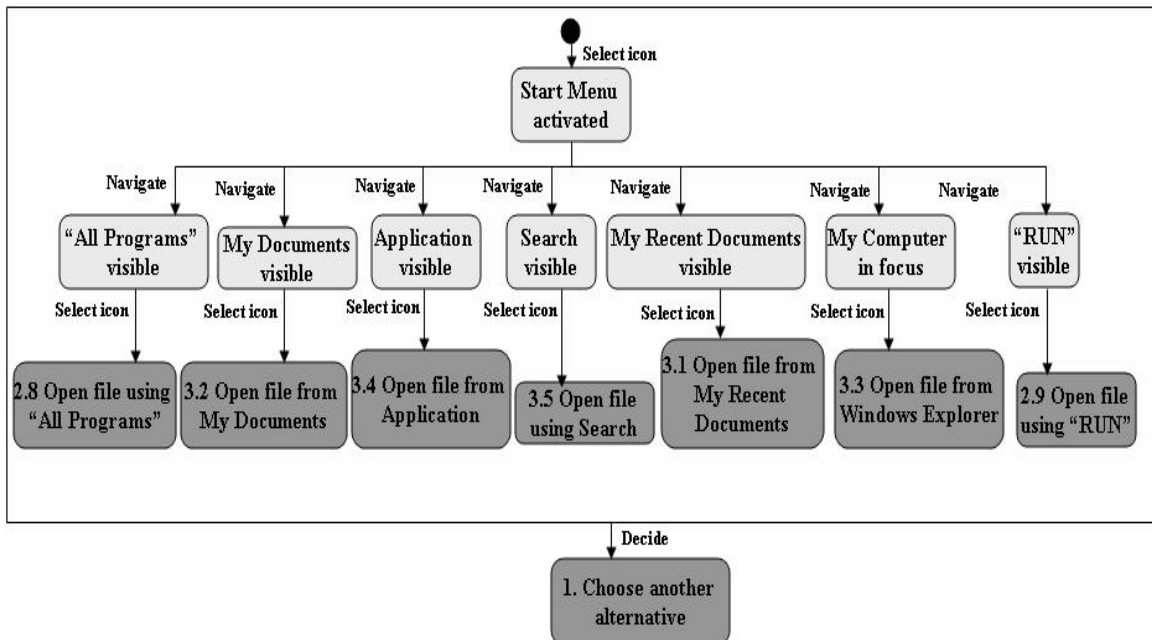 Select icon
Start Menu
activated
Navigate
Navigate
Navigate
Navigate
Navigate
Navigate
Navigate
“All Programs”
visible
My Documents
visible
Application
visible
Search
visible
My Recent Documents
visible
My Computer
in focus
“RUN”
visible
Select icon
Select icon
Select icon
Select icon
Select icon
Select icon
Select icon
2.8 Open file using
“All Programs”
3.2 Open file from
My Documents
3.4 Open file from
Application
3.5 Open file
using Search
3.1 Open file from
My Recent
Documents
3.3 Open file from
Windows Explorer
2.9 Open file
using “RUN”
Decide
1. Choose another
alternative